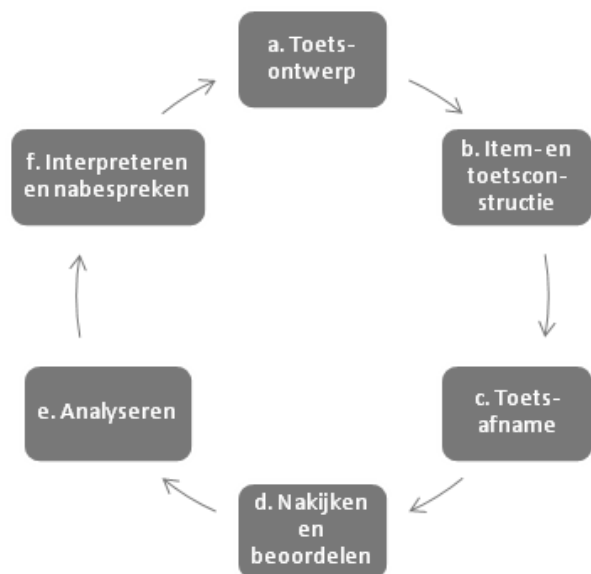 a. Toets-
ontwerp
b. Item- en
toetscon-
structie
c. Toets-
afname
d. Nakijken
en
beoordelen
e. Analyseren
f. Interpreteren
en nabespreken